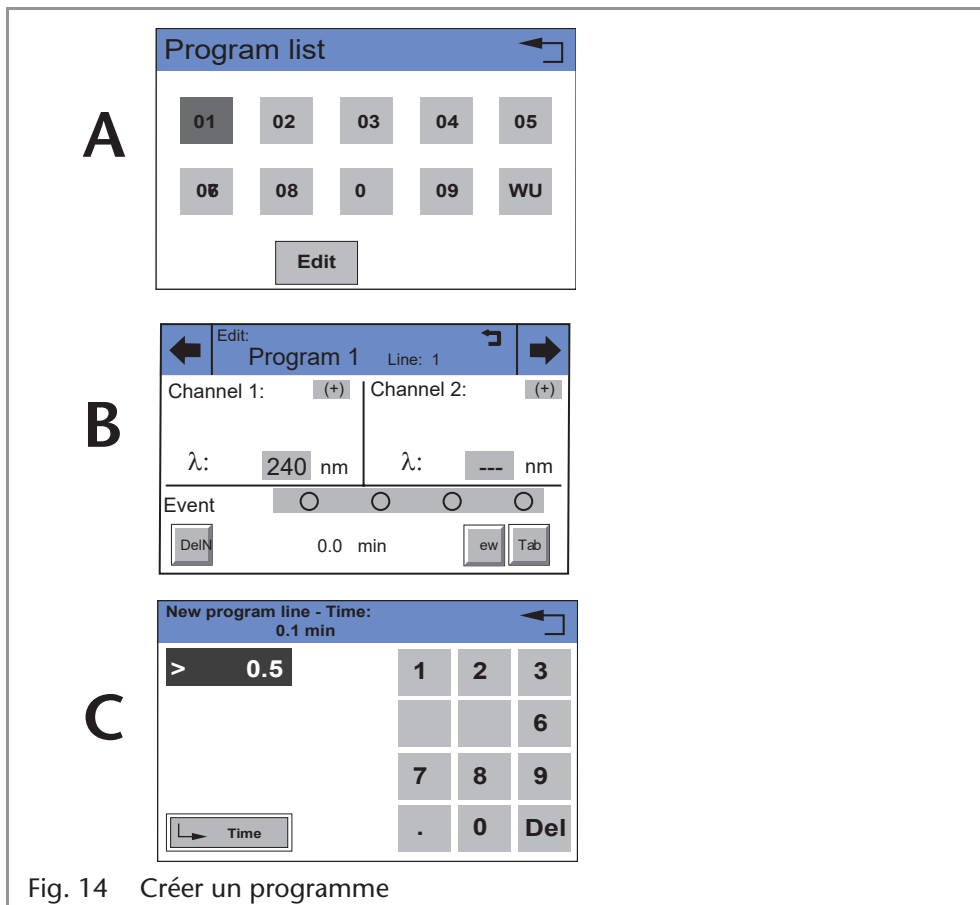 Program list
A
01 02 03 04 05
08 0 09 WU
Edit
Edit:
Program 1 Line: 1
B
Channel 1: (+) Channel 2: (+)
λ: 240 nm λ: --- nm
Event
DelN 0.0 min ew Tab
New program line - Time:
0.1 min
> 0.5
C
1 2 3
6
7 8 9
. 0 Del
Time
Fig. 14 Créer un programme